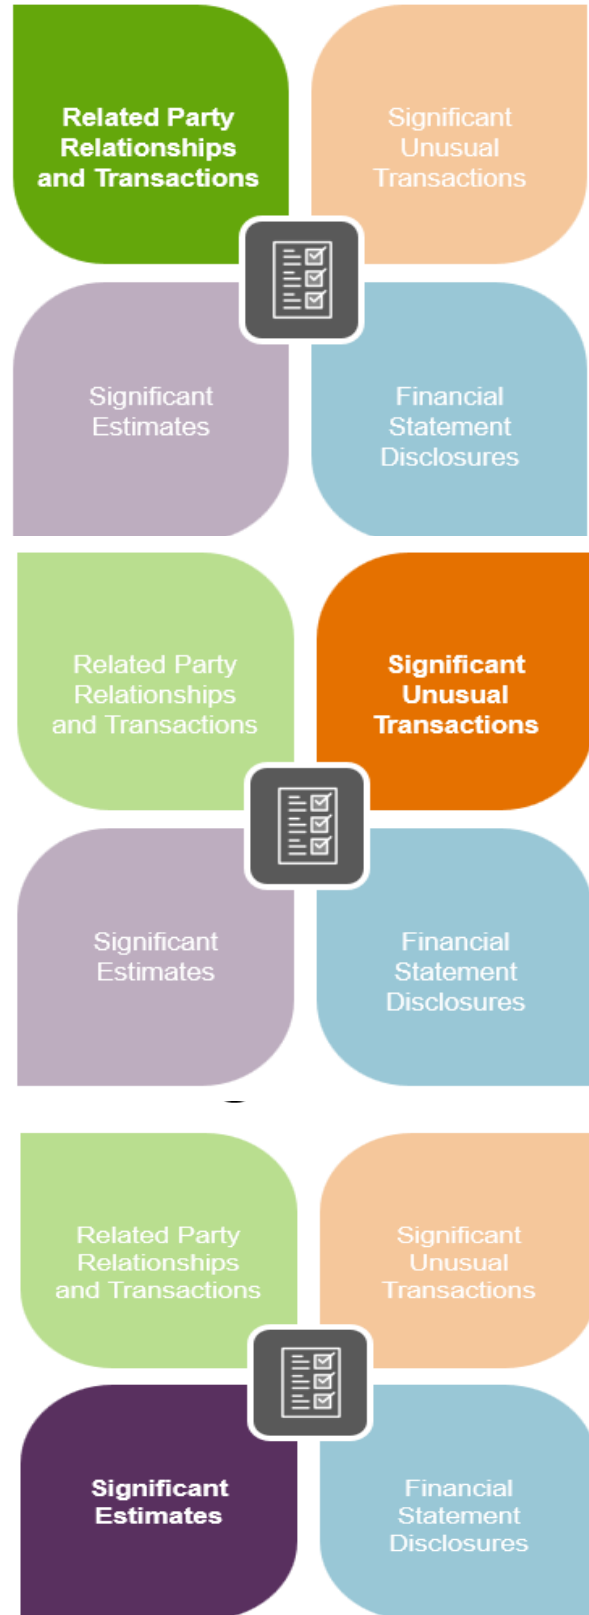 Related Party
Relationships
and Transactions
Significant
Unusual
Transactions
Significant
Estimates
Financial
Statement
Disclosures
Related Party
Relationships
and Transactions
Significant
Unusual
Transactions
Significant
Estimates
Financial
Statement
Disclosures
Related Party
Relationships
and Transactions
Significant
Unusual
Transactions
Significant
Estimates
Financial
Statement
Disclosures